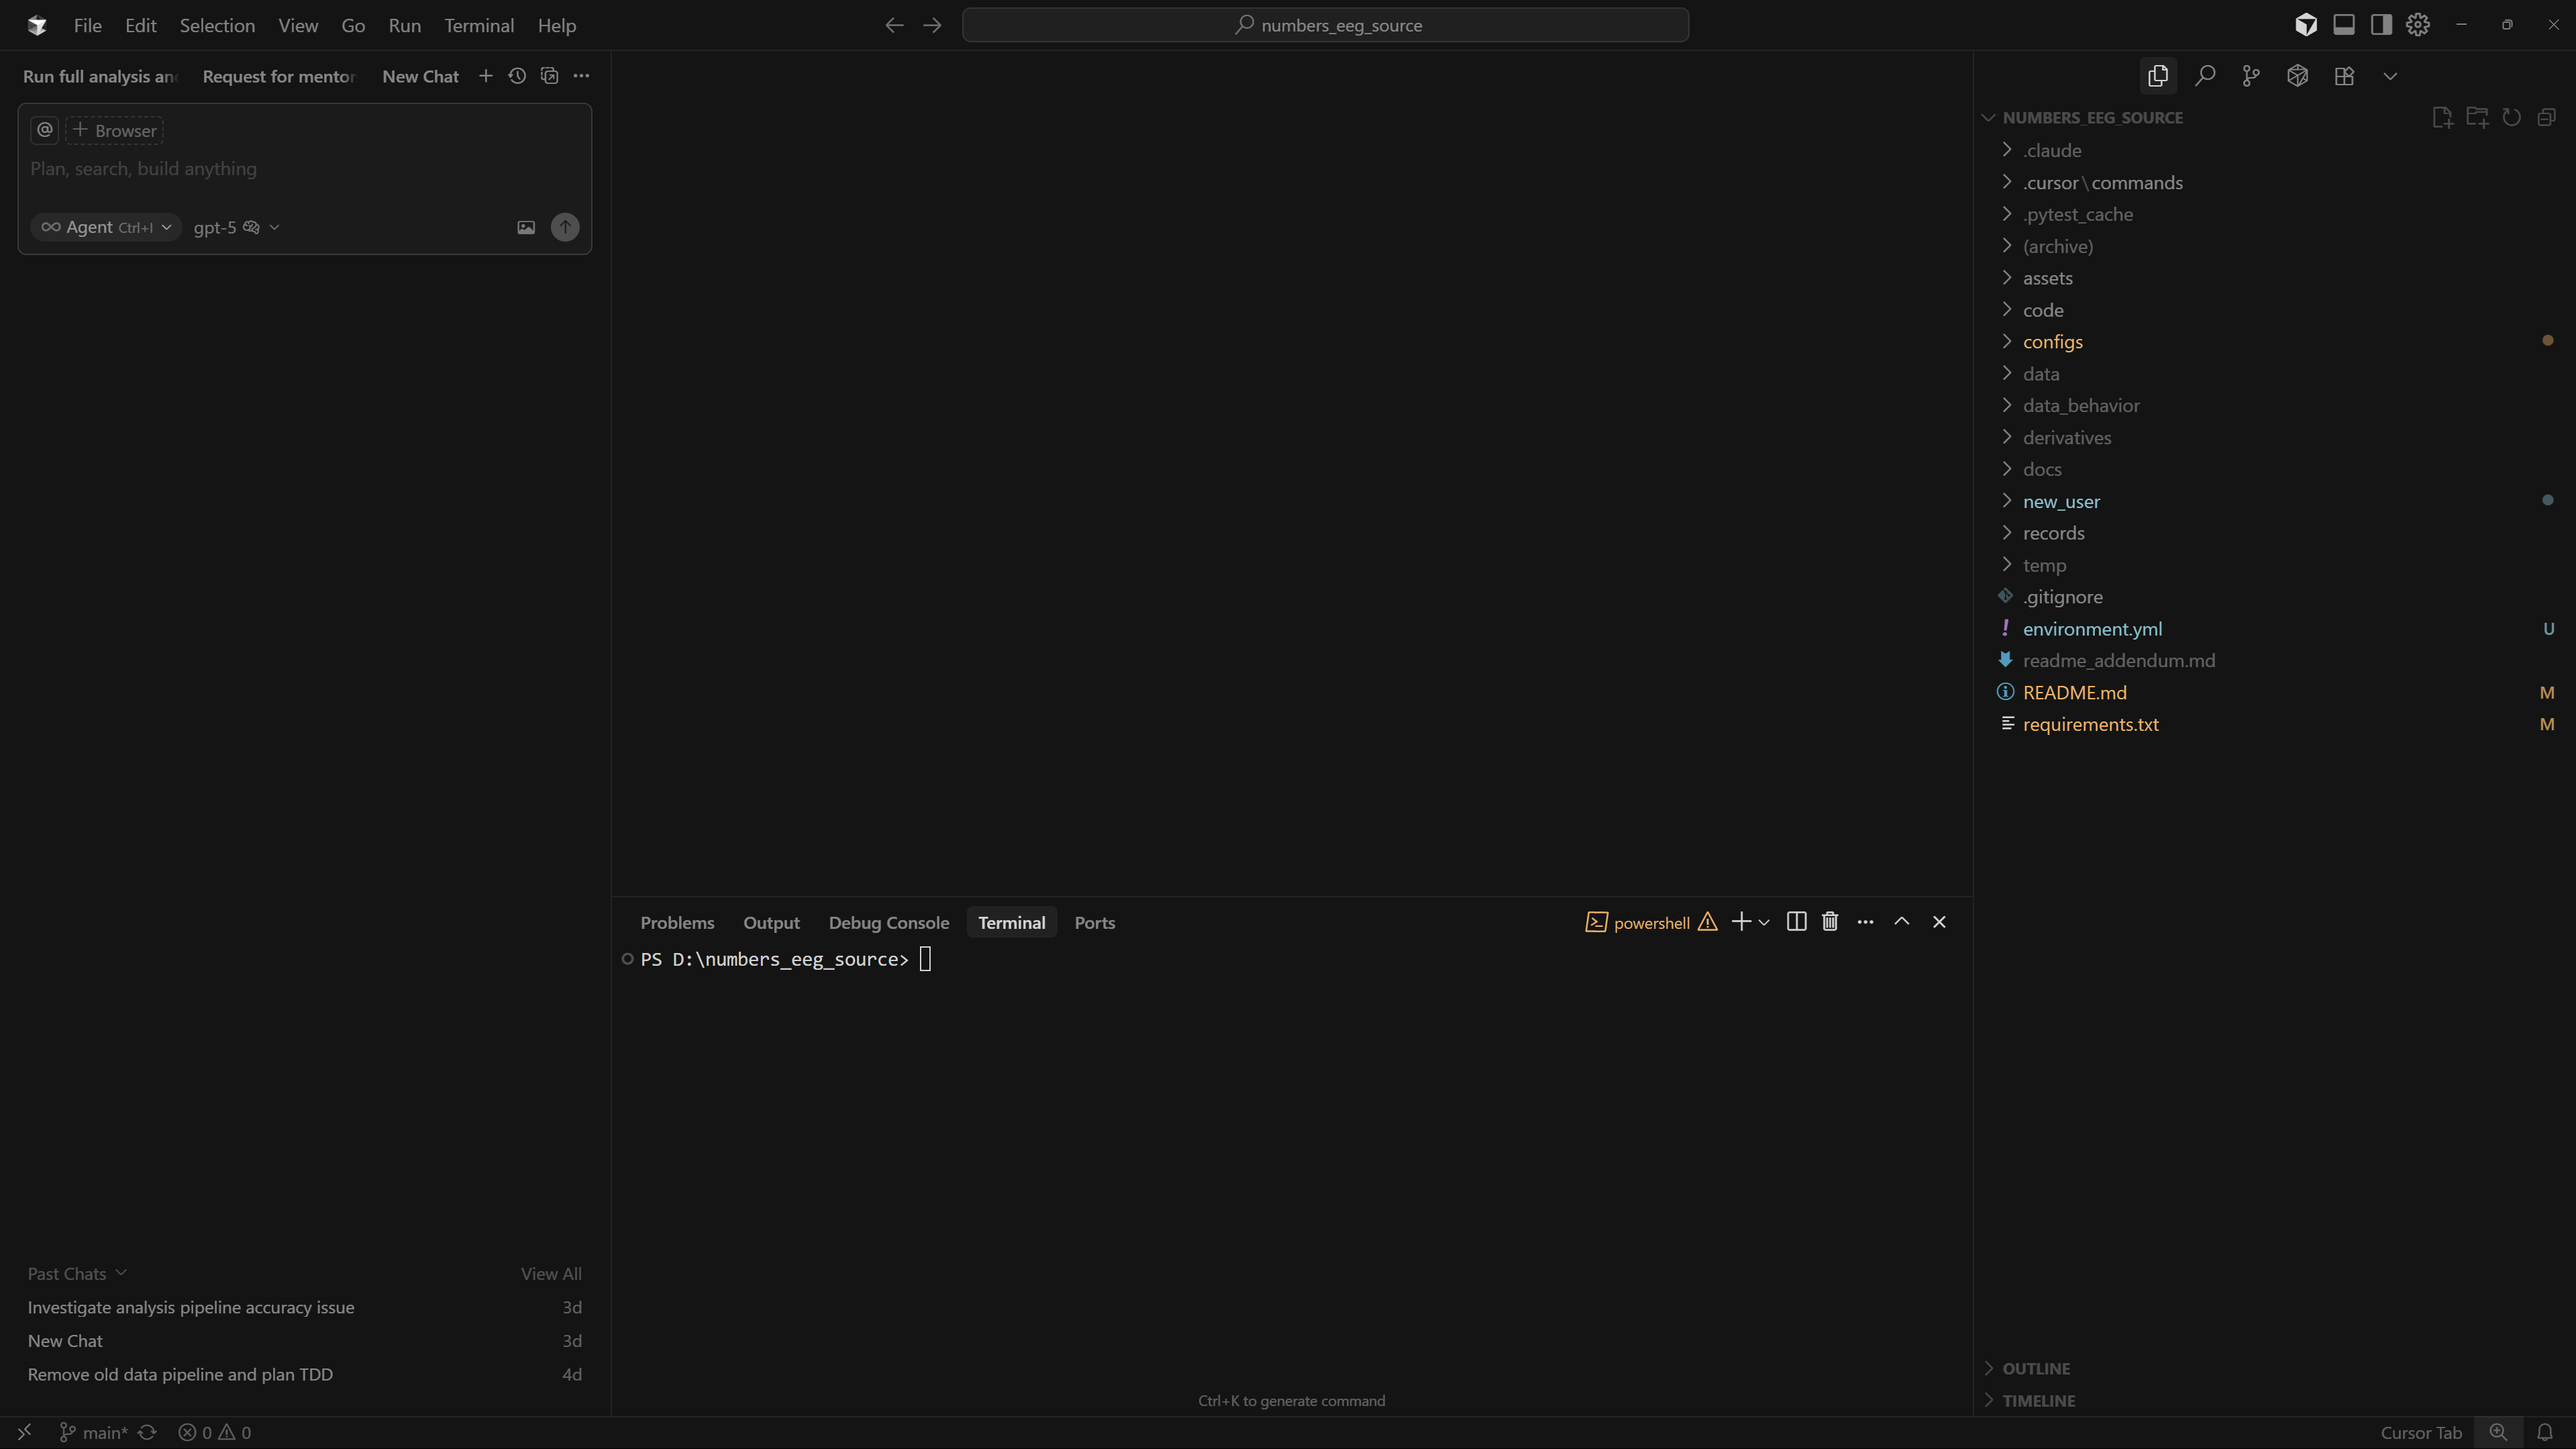 File Edit Selection View Go Run Terminal Help
numbers_eeg_source
Run full analysis an
Request for mentor
New Chat
@ + Browser
Plan, search, build anything
∞ Agent Ctrl+I gpt-5
Past Chats View All
Investigate analysis pipeline accuracy issue 3d
New Chat 3d
Remove old data pipeline and plan TDD 4d
Problems Output Debug Console Terminal Ports
powershell
PS D:\numbers_eeg_source>
Ctrl+K to generate command
NUMBERS_EEG_SOURCE
.claude
.cursor\commands
.pytest_cache
(archive)
assets
code
configs
data
data_behavior
derivatives
docs
new_user
records
temp
.gitignore
environment.yml U
readme_addendum.md
README.md M
requirements.txt M
OUTLINE
TIMELINE
main* 0 0
Cursor Tab